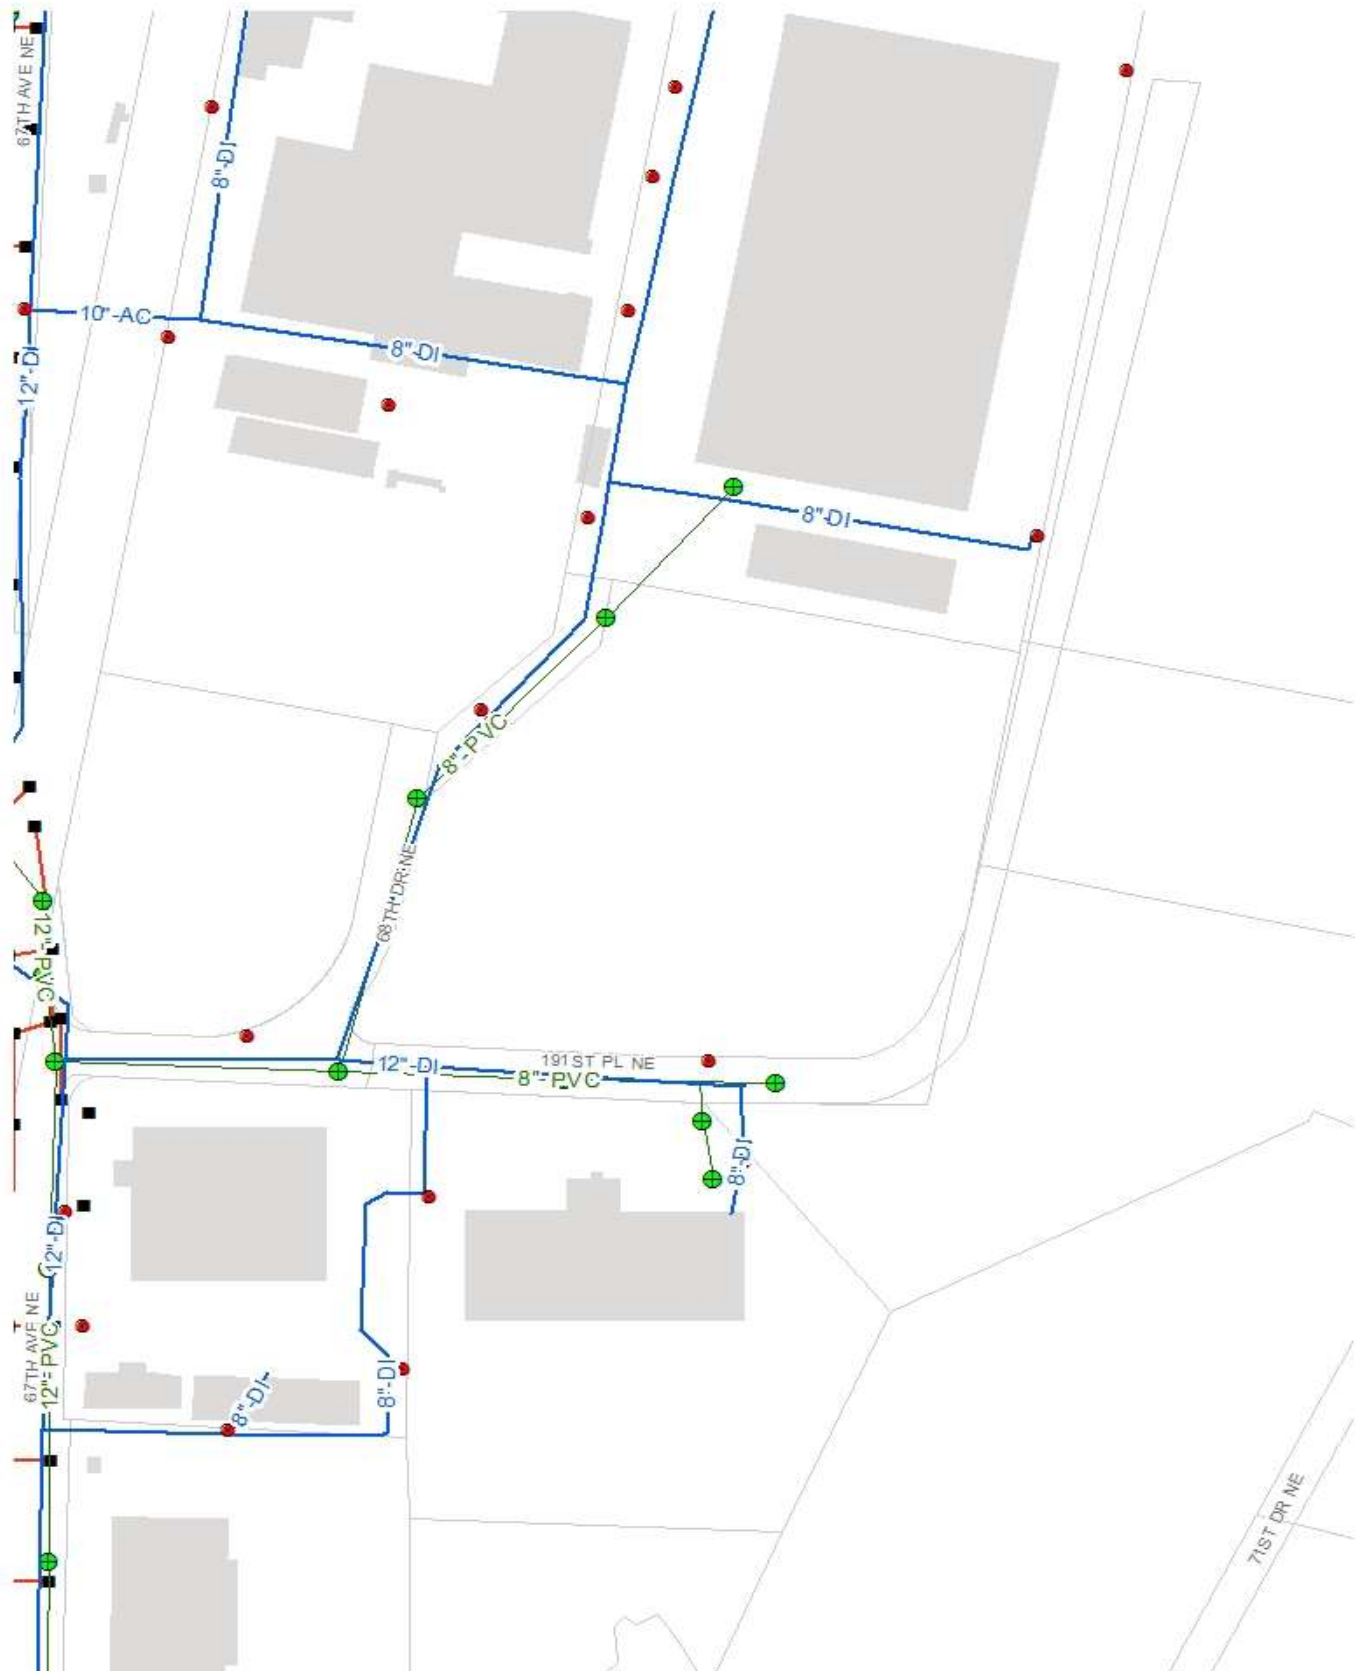 67TH AVE NE
8"-DI
10"-AC
8"-DI
12"-DI
8"-DI
8"-PVC
68TH DR NE
12"-PVC
12"-DI
191ST PL NE
8"-PVC
8"-DI
12"-DI
67TH AVE NE
12"-PVC
8"-DI
8"-DI
71ST DR NE